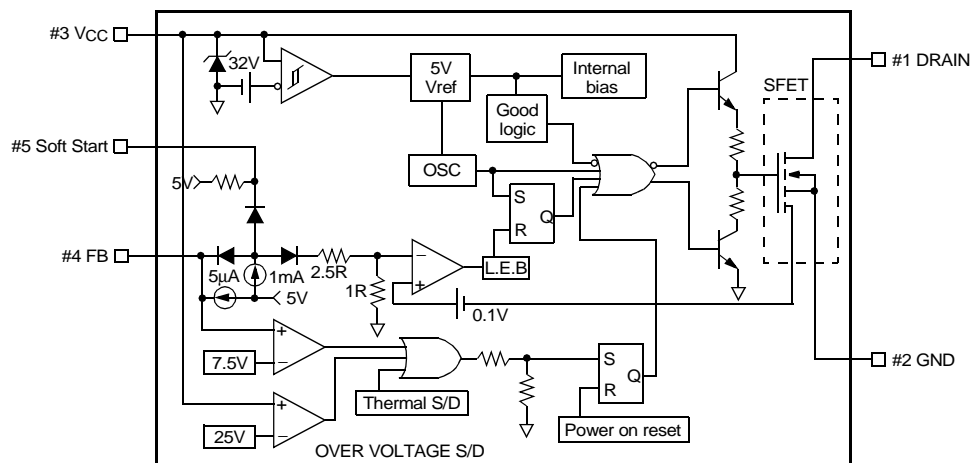 #3 VCC
32V
5V
Vref
Internal
bias
#1 DRAIN
SFET
Good
logic
#5 Soft Start
OSC
5V
S
R
Q
#4 FB
2.5R
5μA
1mA
1R
L.E.B
5V
0.1V
7.5V
S
R
Q
#2 GND
Thermal S/D
25V
Power on reset
OVER VOLTAGE S/D